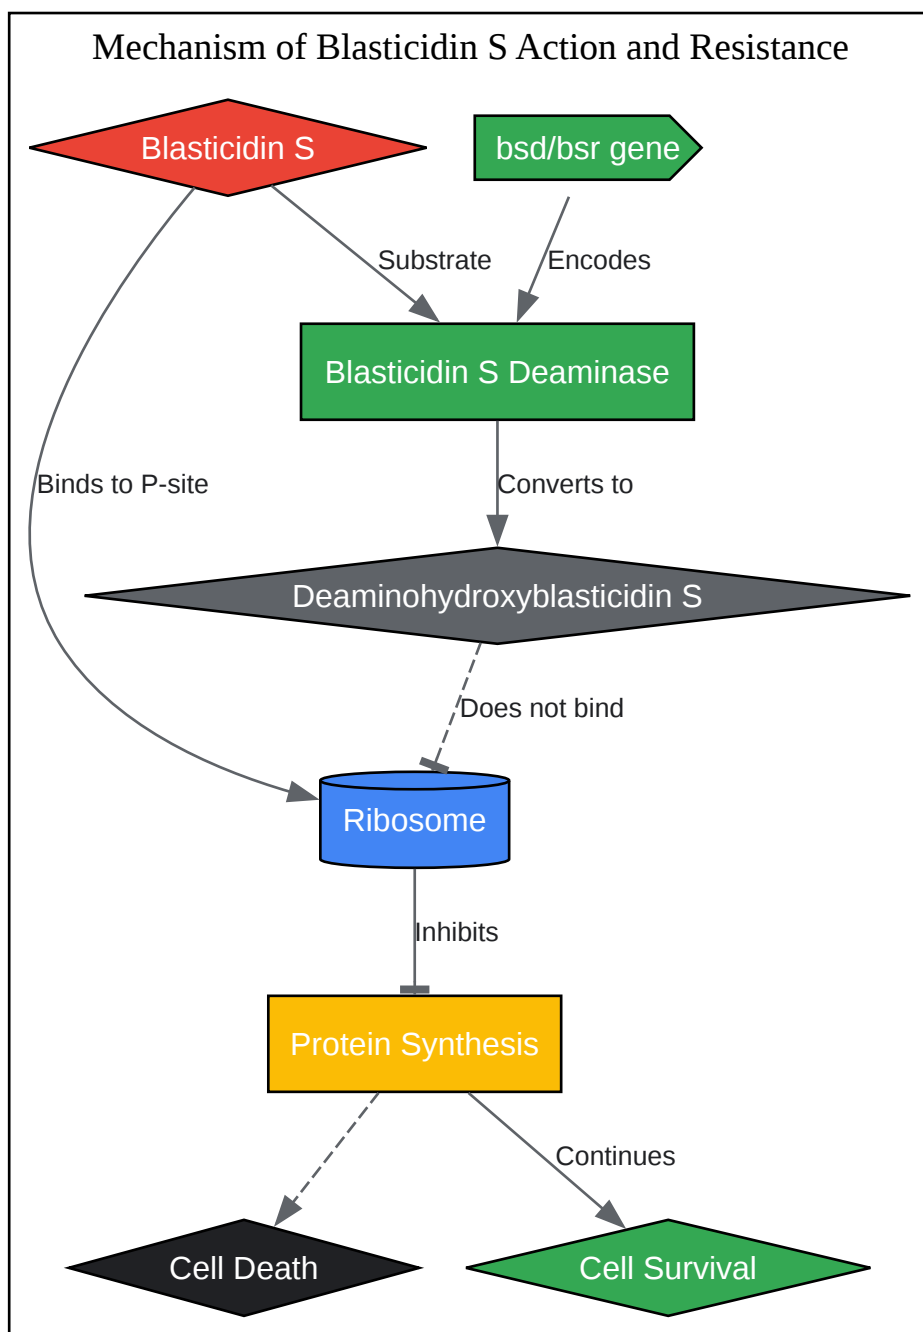 Mechanism of Blasticidin S Action and Resistance
Blasticidin S
bsd/bsr gene
Substrate
Encodes
Blasticidin S Deaminase
Binds to P-site
Converts to
Deaminohydroxyblasticidin S
Does not bind
Ribosome
Inhibits
Protein Synthesis
Continues
Cell Death
Cell Survival